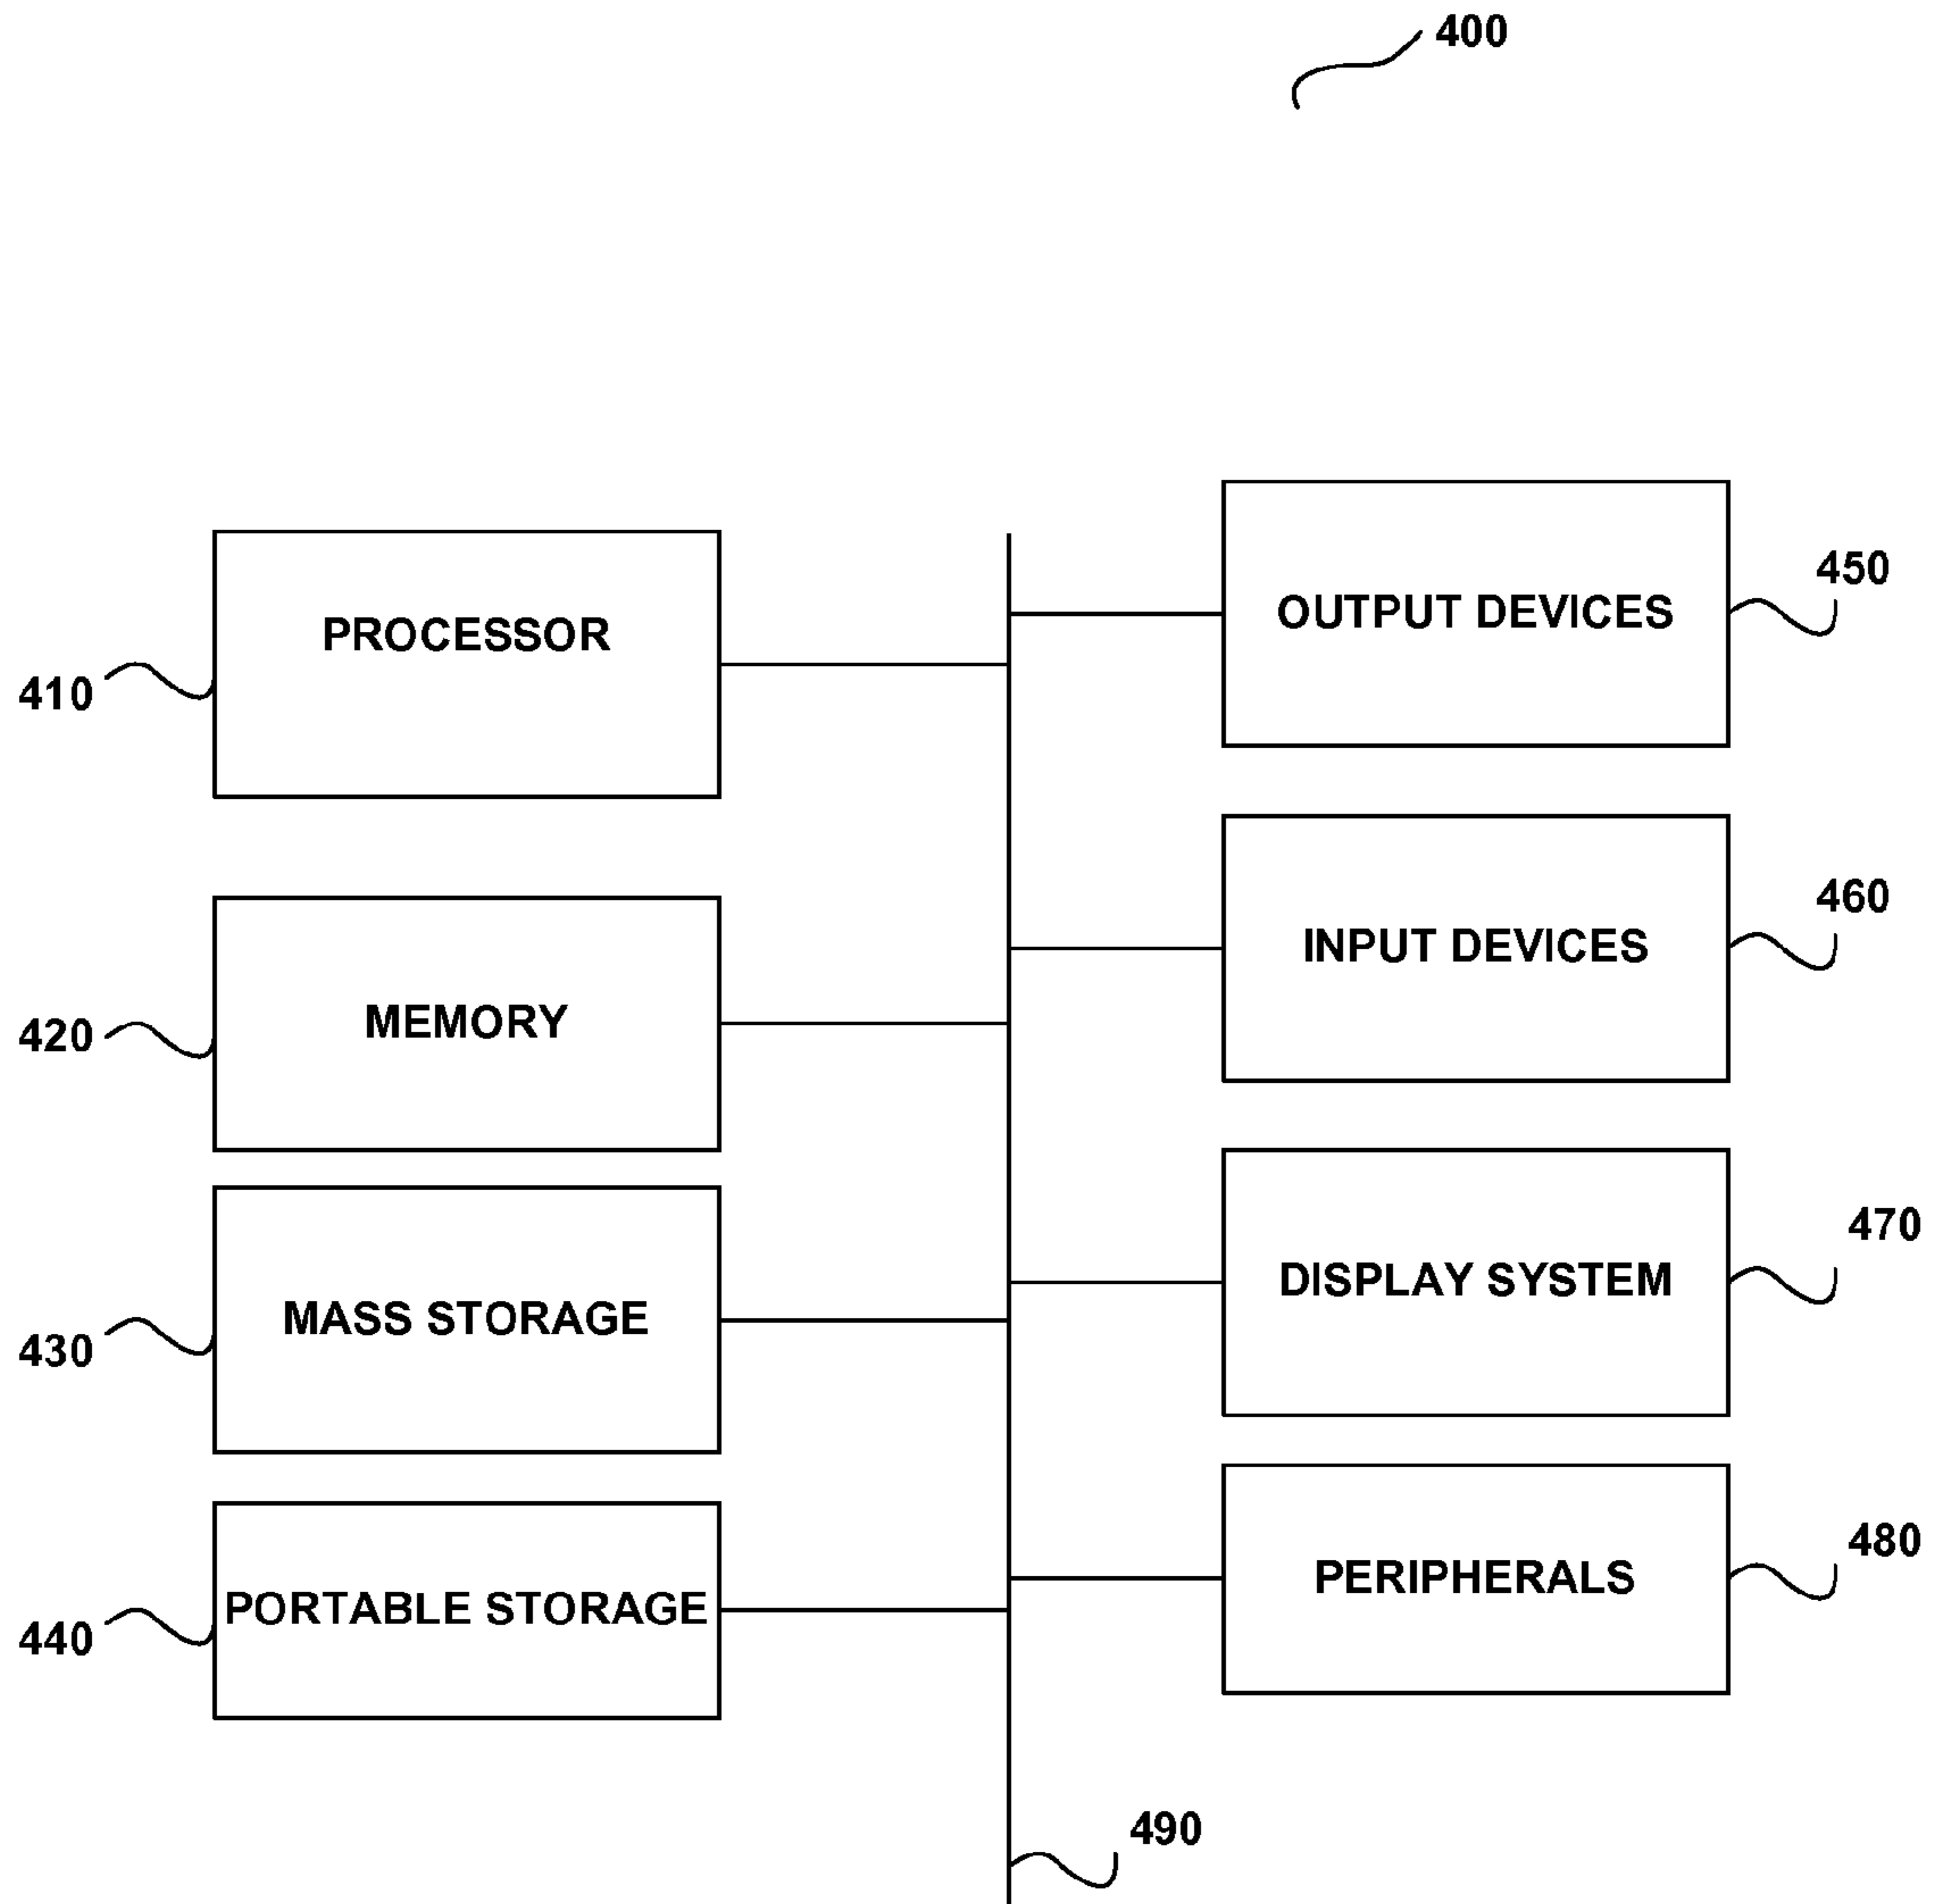 400
PROCESSOR
410
MEMORY
420
MASS STORAGE
430
PORTABLE STORAGE
440
OUTPUT DEVICES
450
INPUT DEVICES
460
DISPLAY SYSTEM
470
PERIPHERALS
480
490